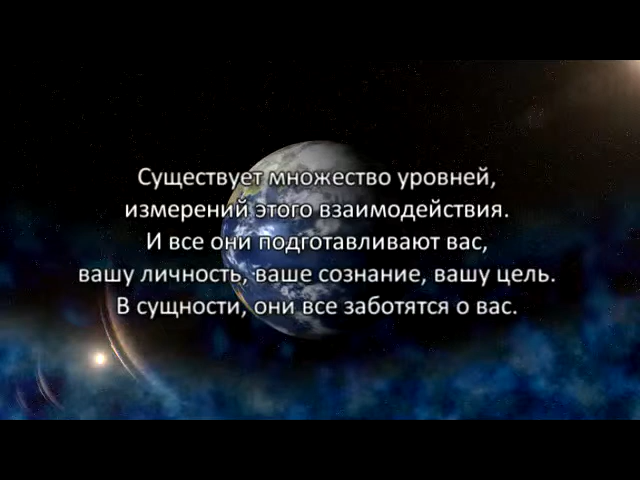 Существует множество уровней,
измерений этого взаимодействия.
И все они подготавливают вас,
вашу личность, ваше сознание, вашу цель.
В сущности, они все заботятся о вас.